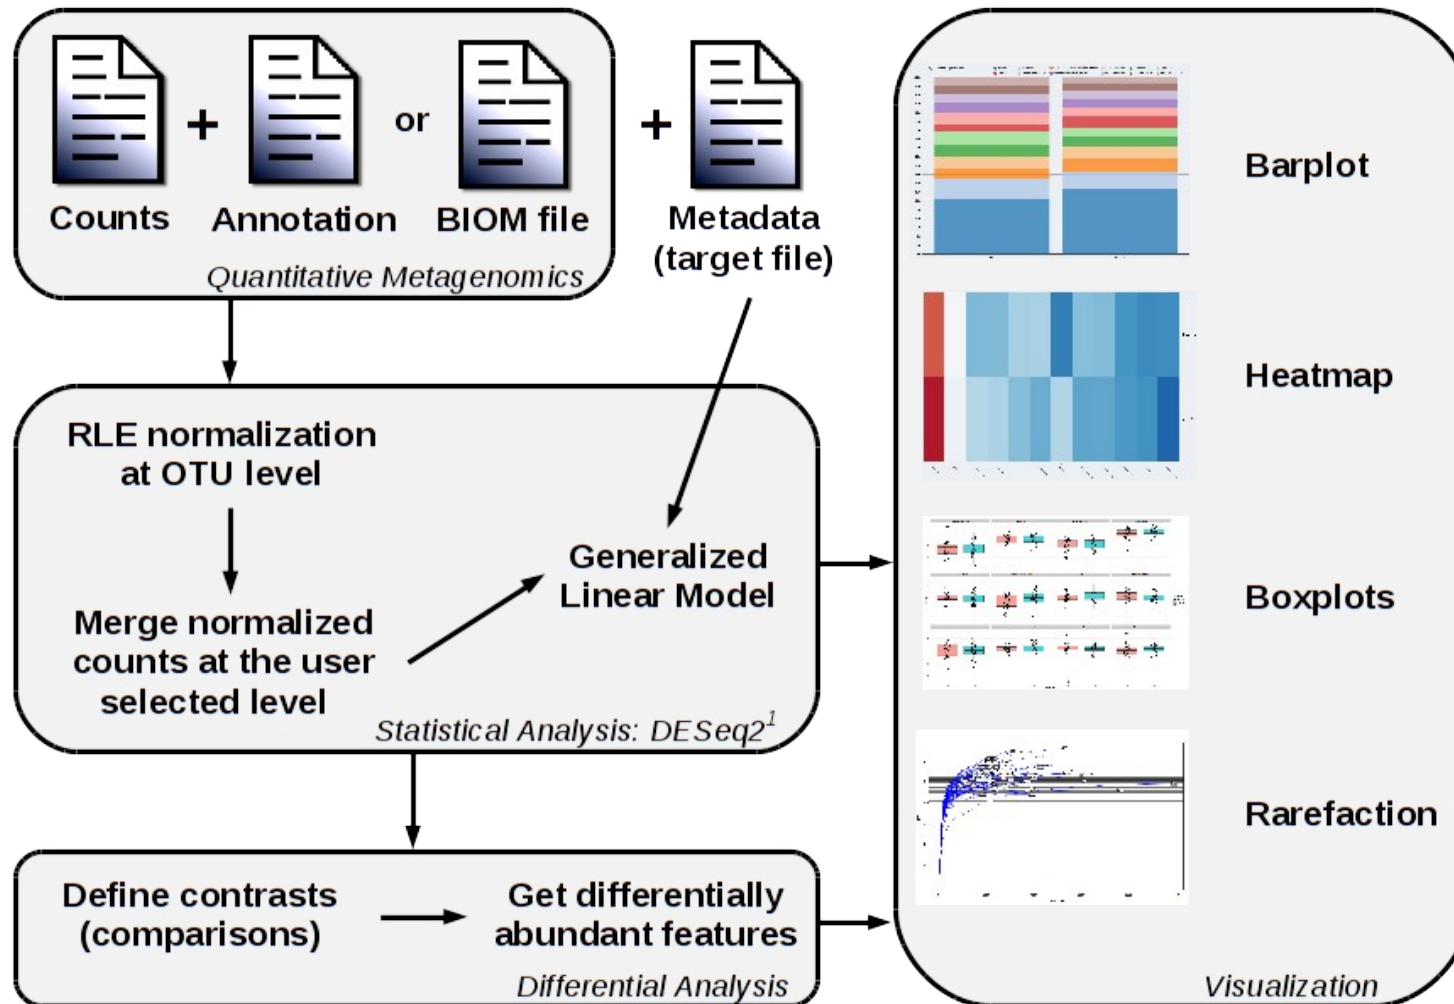 +
or
+
Counts
Annotation
BIOM file
Metadata
(target file)
Quantitative Metagenomics
RLE normalization
at OTU level
Merge normalized
counts at the user
selected level
Generalized
Linear Model
Statistical Analysis: DESeq2¹
Define contrasts
(comparisons)
Get differentially
abundant features
Differential Analysis
Barplot
Heatmap
Boxplots
Rarefaction
Visualization